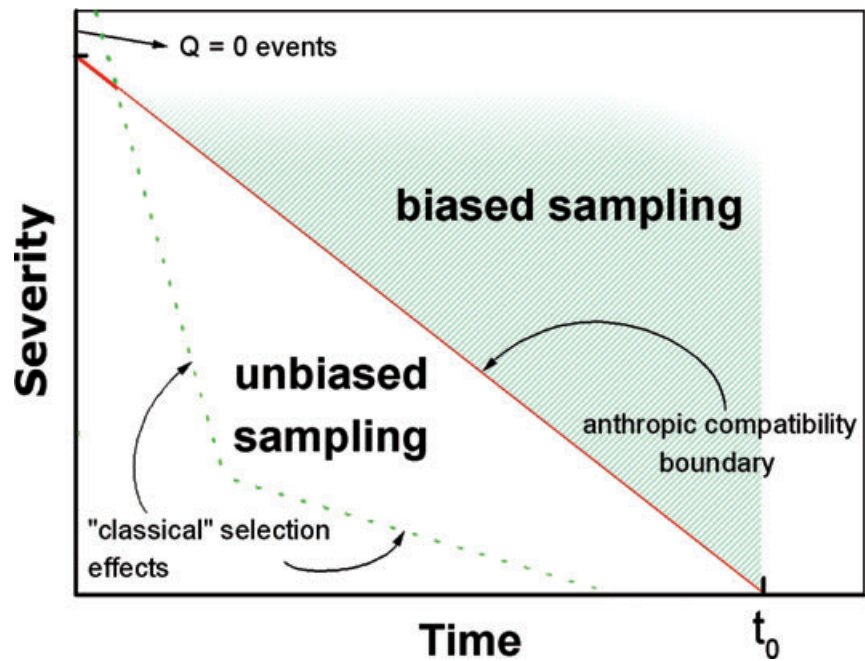 Q = 0 events
biased sampling
Severity
unbiased
sampling
anthropic compatibility
boundary
"classical" selection
effects
Time
t₀